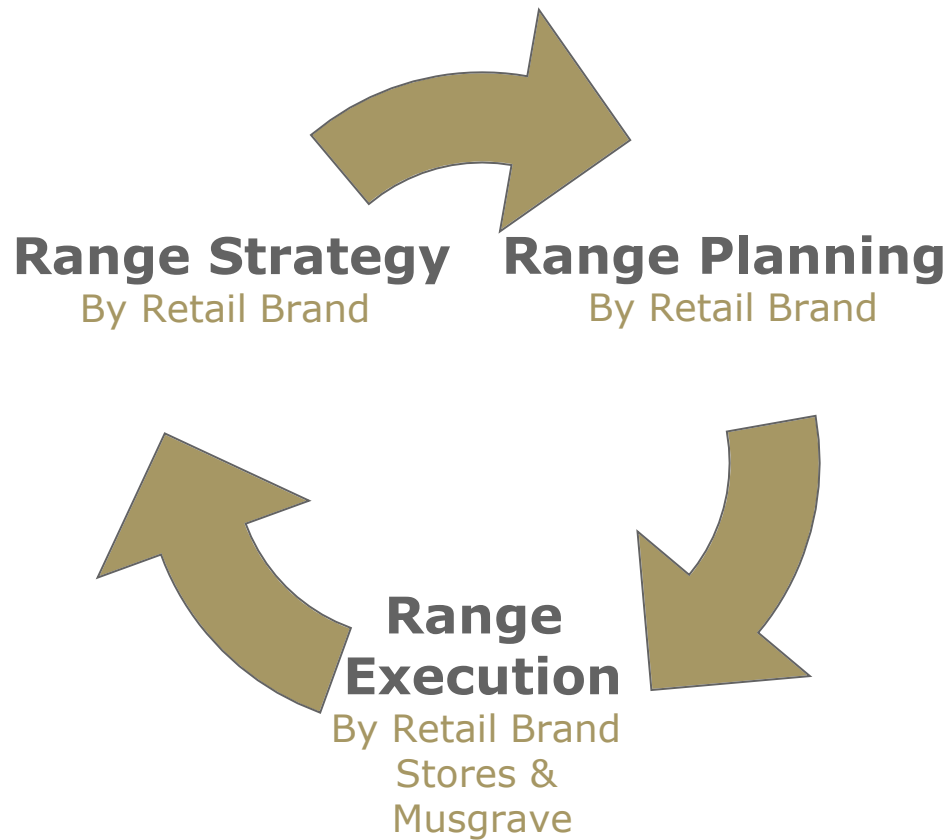 Range Strategy
By Retail Brand
Range Planning
By Retail Brand
Range
Execution
By Retail Brand
Stores &
Musgrave